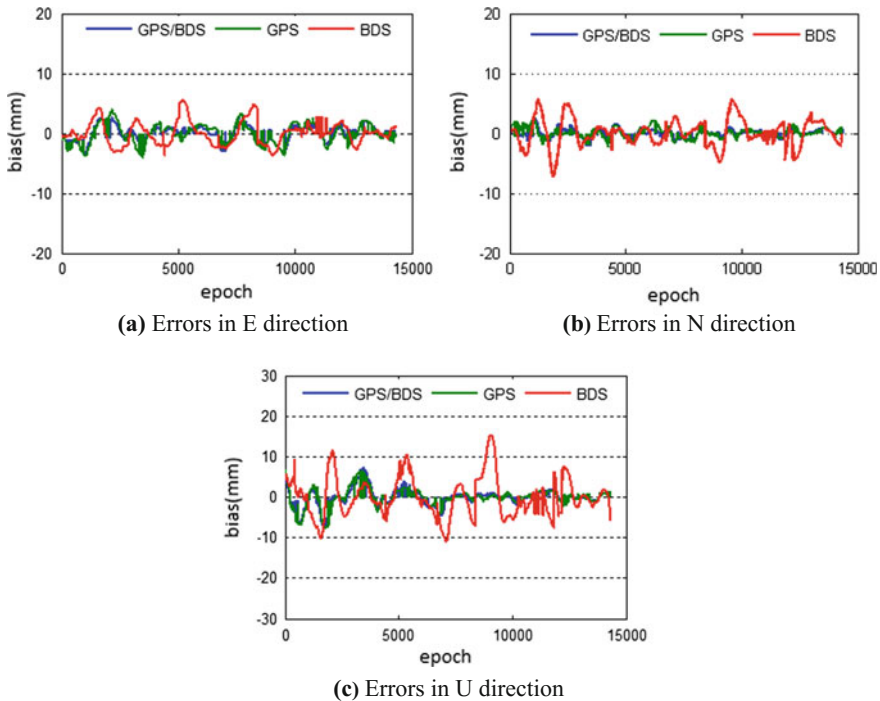 20
GPS/BDS GPS BDS
10
0
-10
-20
bias(mm)
0 5000 10000 15000
epoch
(a) Errors in E direction
20
GPS/BDS GPS BDS
10
0
-10
-20
bias(mm)
0 5000 10000 15000
epoch
(b) Errors in N direction
30
GPS/BDS GPS BDS
20
10
0
-10
-20
-30
bias(mm)
0 5000 10000 15000
epoch
(c) Errors in U direction